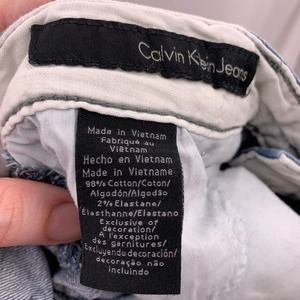 Calvin Klein Jeans
Made in Vietnam
Fabriqué au
Viêtnam
Hecho en Vietnam
Made in Vietname
98% Cotton/Coton/
Algodón/Algodão
2% Elastane/
Élasthanne/Elastano
Exclusive of
decoration/
À l'exception
des garnitures/
Excluyendo decoración/
decoração não
incluindo